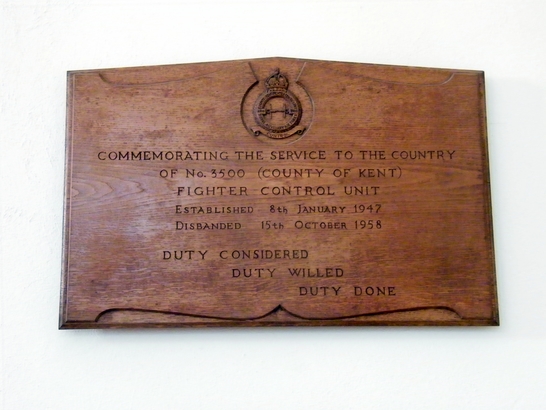 COMMEMORATING THE SERVICE TO THE COUNTRY
OF No. 3500 (COUNTY OF KENT)
FIGHTER CONTROL UNIT
ESTABLISHED 8th JANUARY 1947
DISBANDED 15th OCTOBER 1958
DUTY CONSIDERED
DUTY WILLED
DUTY DONE